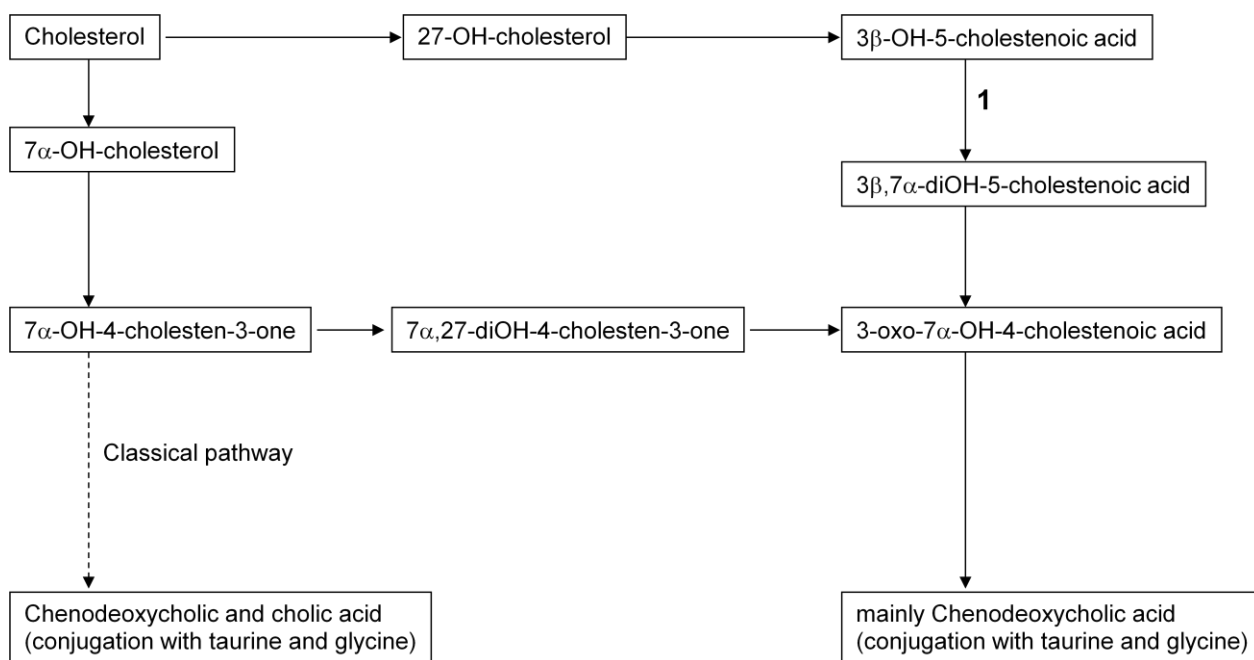 Cholesterol
27-OH-cholesterol
3β-OH-5-cholestenoic acid
1
7α-OH-cholesterol
3β,7α-diOH-5-cholestenoic acid
7α-OH-4-cholesten-3-one
7α,27-diOH-4-cholesten-3-one
3-oxo-7α-OH-4-cholestenoic acid
Classical pathway
Chenodeoxycholic and cholic acid
(conjugation with taurine and glycine)
mainly Chenodeoxycholic acid
(conjugation with taurine and glycine)